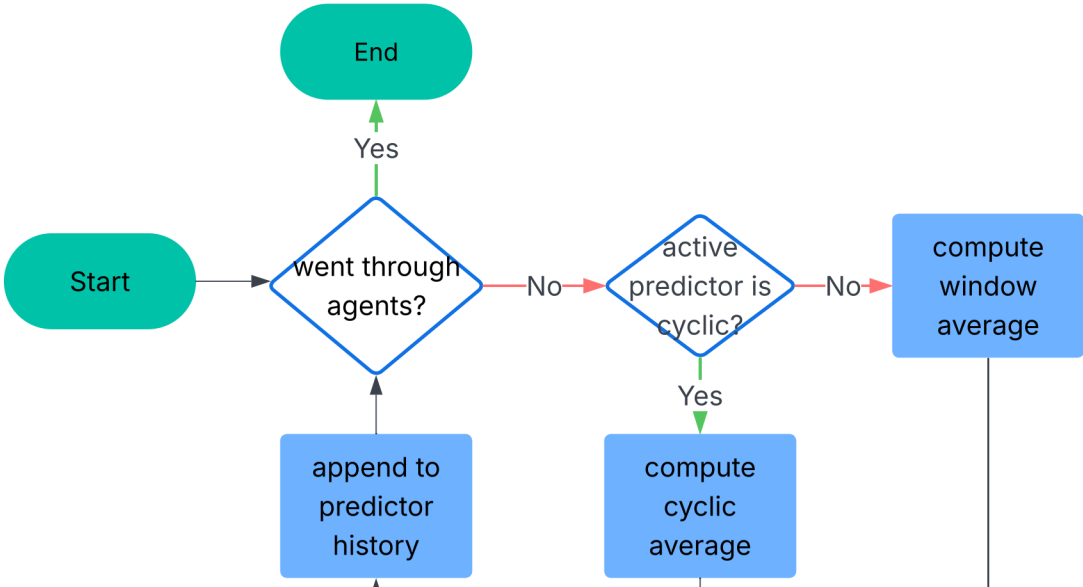 End
Yes
Start
went through
agents?
No
active
predictor is
cyclic?
No
compute
window
average
Yes
append to
predictor
history
compute
cyclic
average